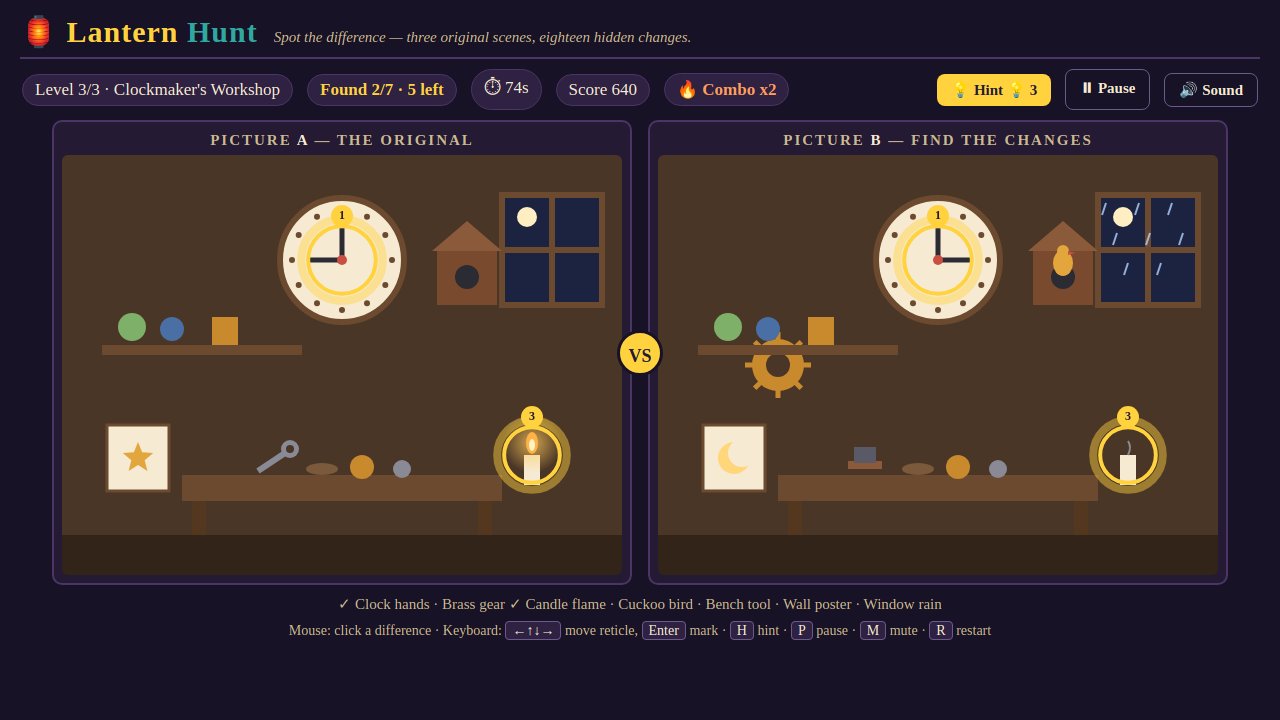 🏮 Lantern Hunt Spot the difference — three original scenes, eighteen hidden changes.
Level 3/3 · Clockmaker's Workshop Found 2/7 · 5 left ⏱ 74s Score 640 🔥 Combo x2 💡 Hint 💡 3 ⏸ Pause 🔊 Sound
PICTURE A — THE ORIGINAL
1
3
VS
PICTURE B — FIND THE CHANGES
1
3
✓ Clock hands · Brass gear ✓ Candle flame · Cuckoo bird · Bench tool · Wall poster · Window rain
Mouse: click a difference · Keyboard: ←↑↓→ move reticle, Enter mark · H hint · P pause · M mute · R restart